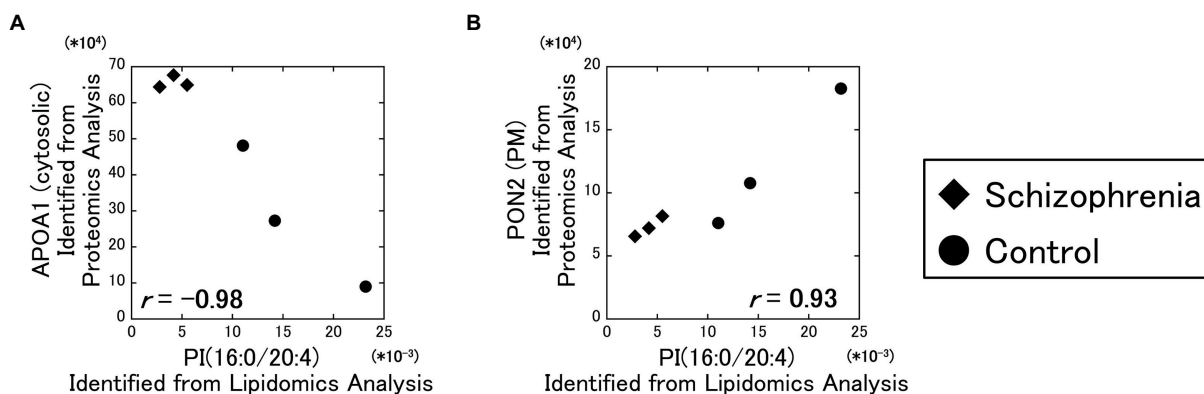 A
(*10⁴)
APOA1 (cytosolic)
Identified from
Proteomics Analysis
70
60
50
40
30
20
10
0
r = −0.98
0 5 10 15 20 25
PI(16:0/20:4) (*10⁻³)
Identified from Lipidomics Analysis
B
(*10⁴)
PON2 (PM)
Identified from
Proteomics Analysis
20
15
10
5
0
r = 0.93
0 5 10 15 20 25
PI(16:0/20:4) (*10⁻³)
Identified from Lipidomics Analysis
Schizophrenia
Control